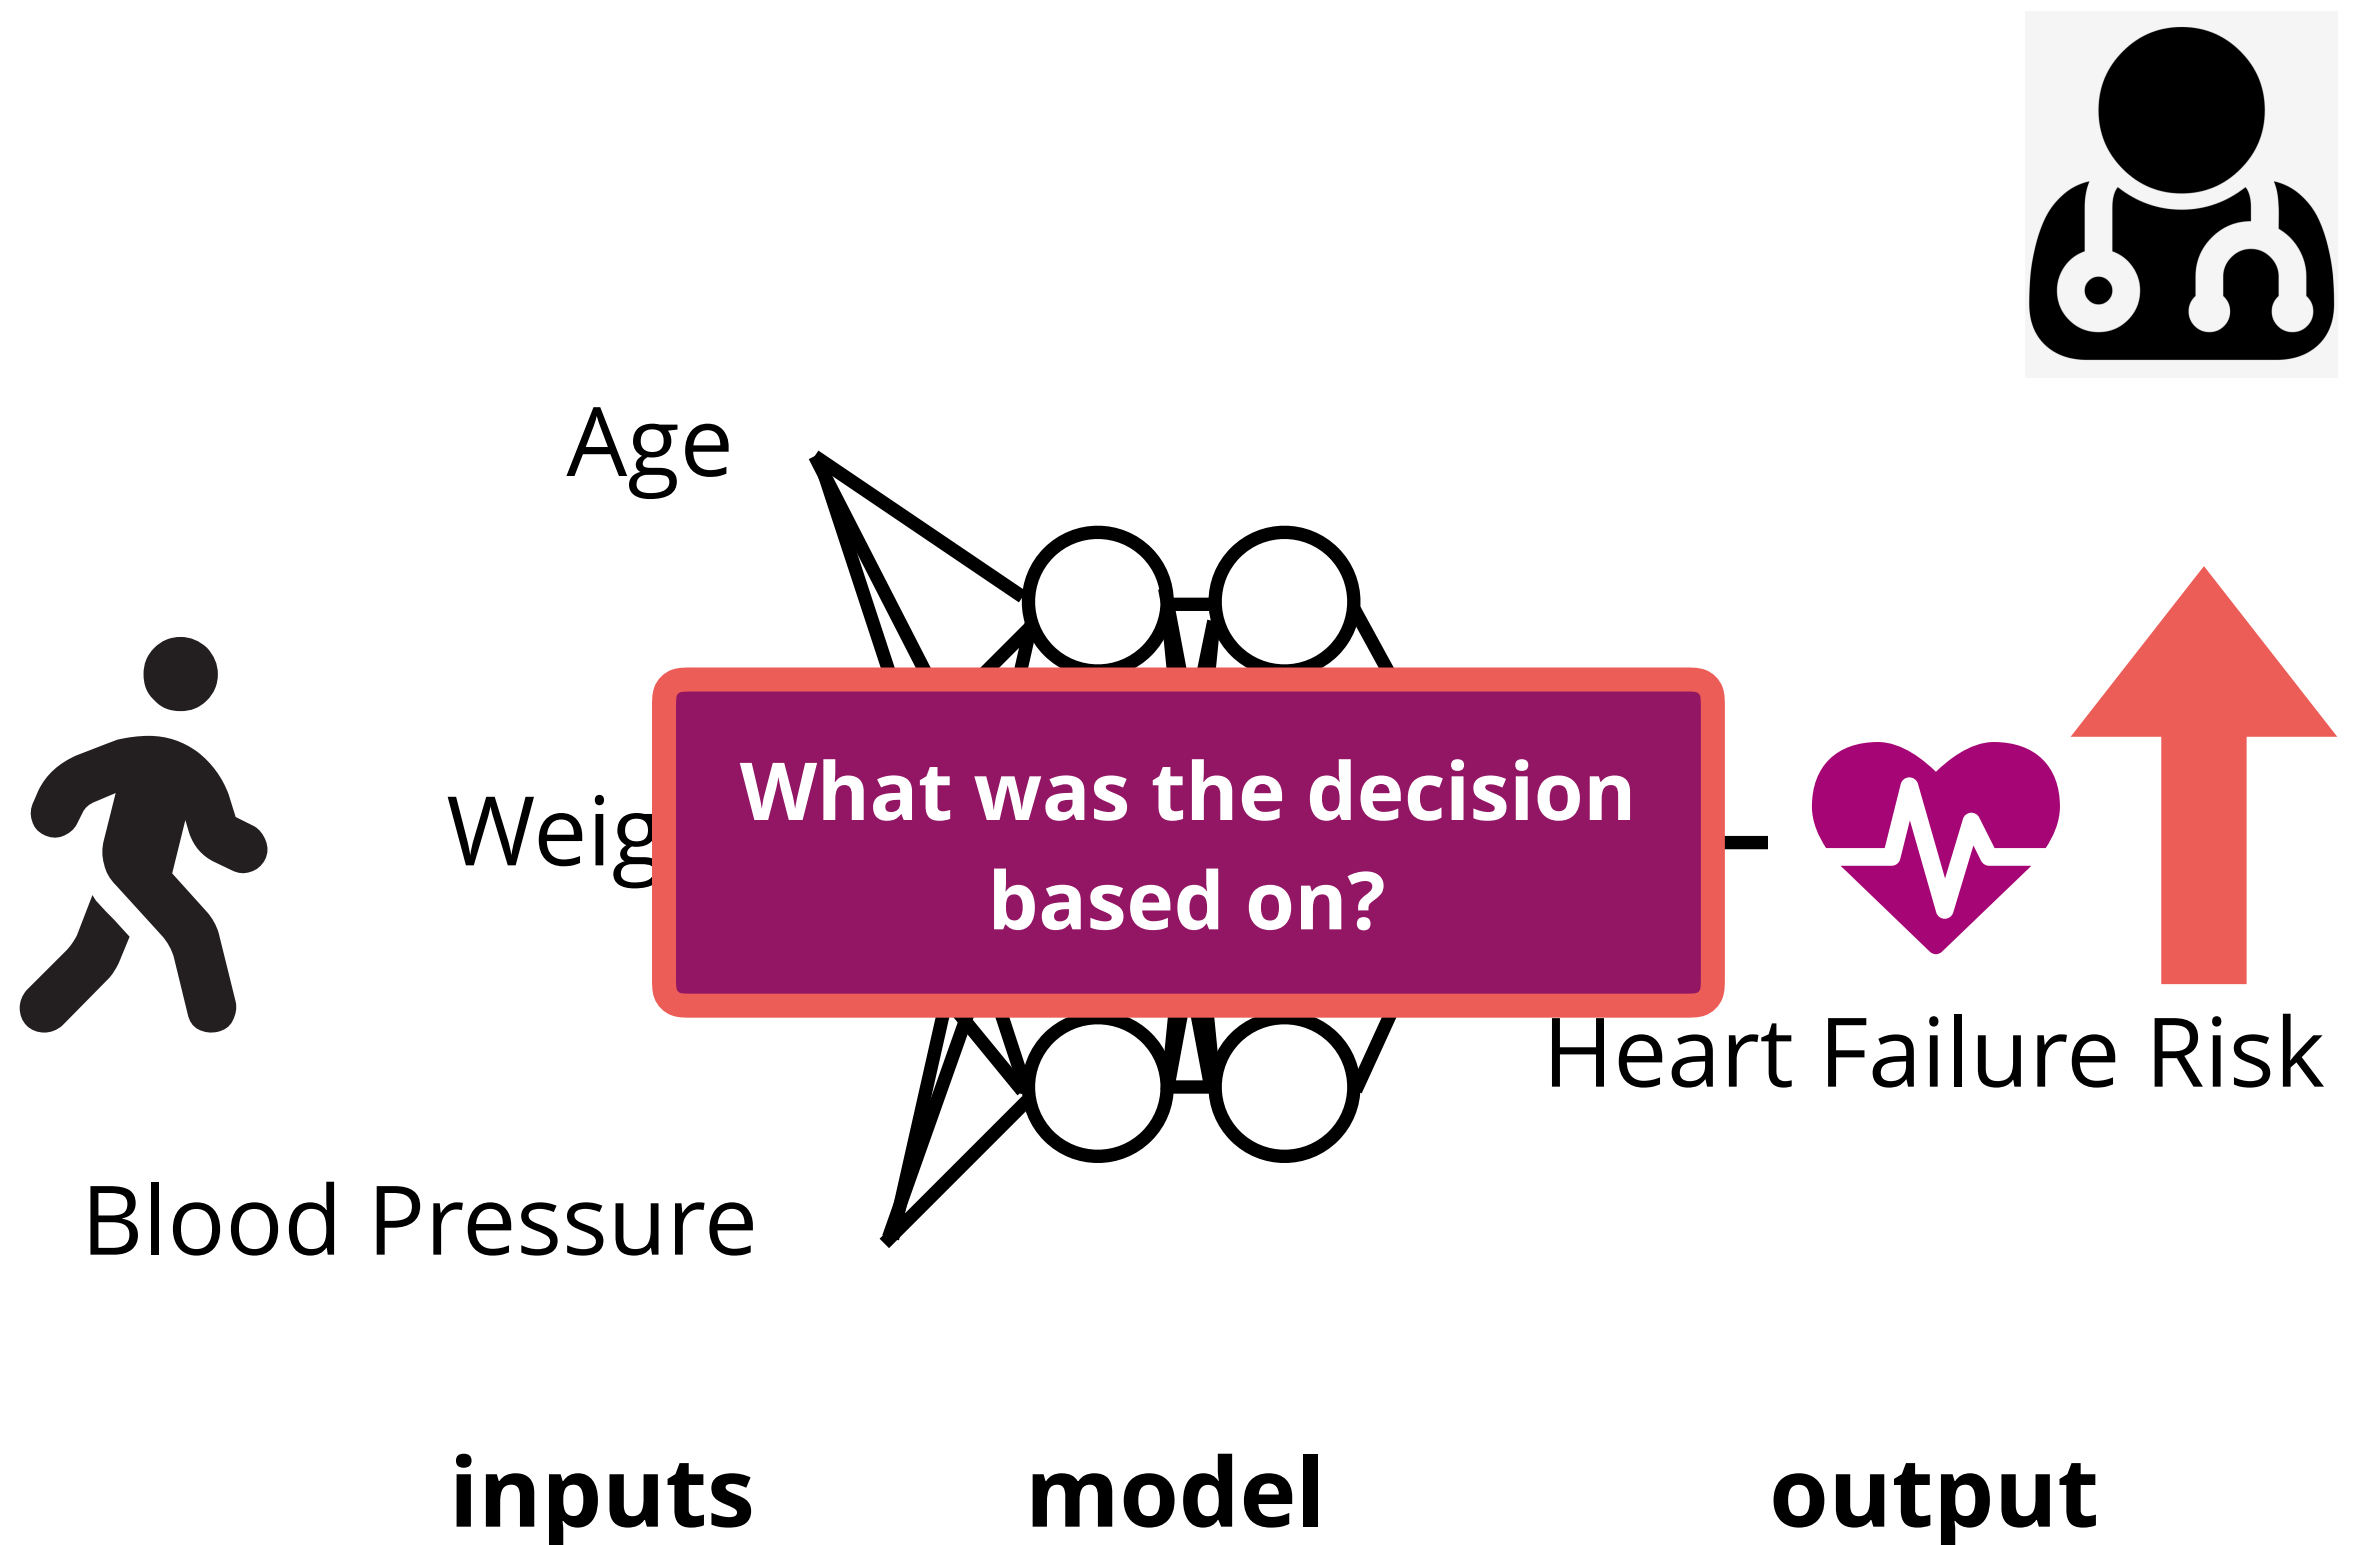 Age
Weig
What was the decision
based on?
Heart Failure Risk
Blood Pressure
inputs model output